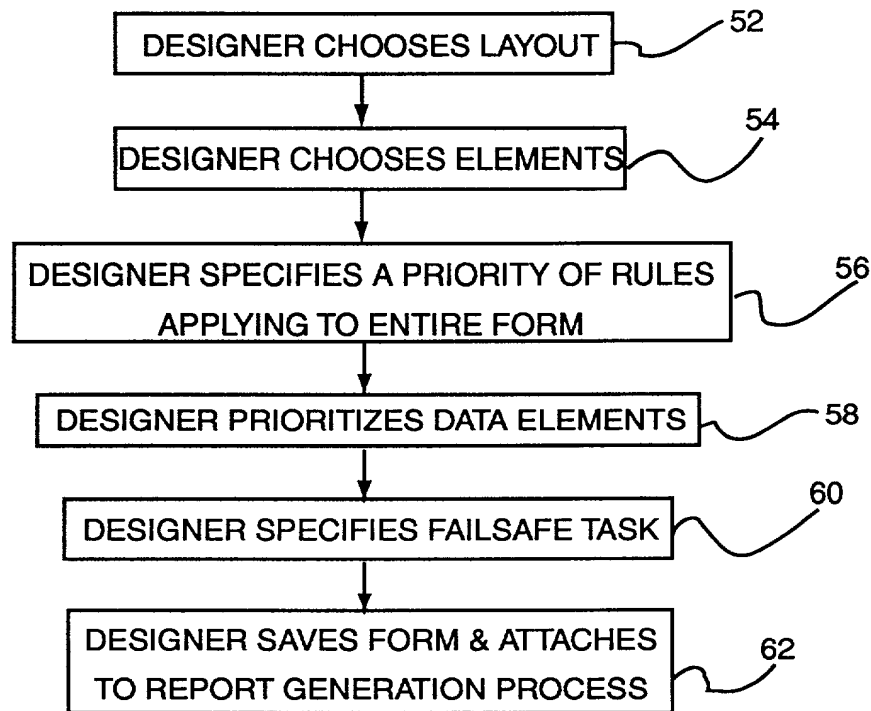 DESIGNER CHOOSES LAYOUT
52
DESIGNER CHOOSES ELEMENTS
54
DESIGNER SPECIFIES A PRIORITY OF RULES
APPLYING TO ENTIRE FORM
56
DESIGNER PRIORITIZES DATA ELEMENTS
58
DESIGNER SPECIFIES FAILSAFE TASK
60
DESIGNER SAVES FORM & ATTACHES
TO REPORT GENERATION PROCESS
62